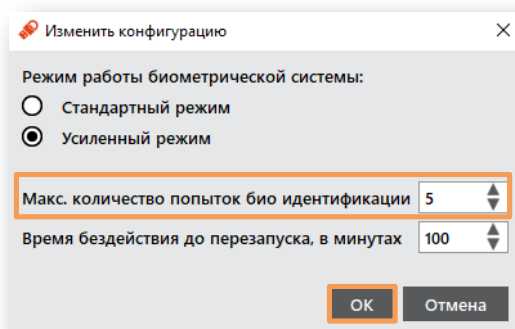 Изменить конфигурацию
Режим работы биометрической системы:
Стандартный режим
Усиленный режим
Макс. количество попыток био идентификации 5
Время бездействия до перезапуска, в минутах 100
ОК Отмена